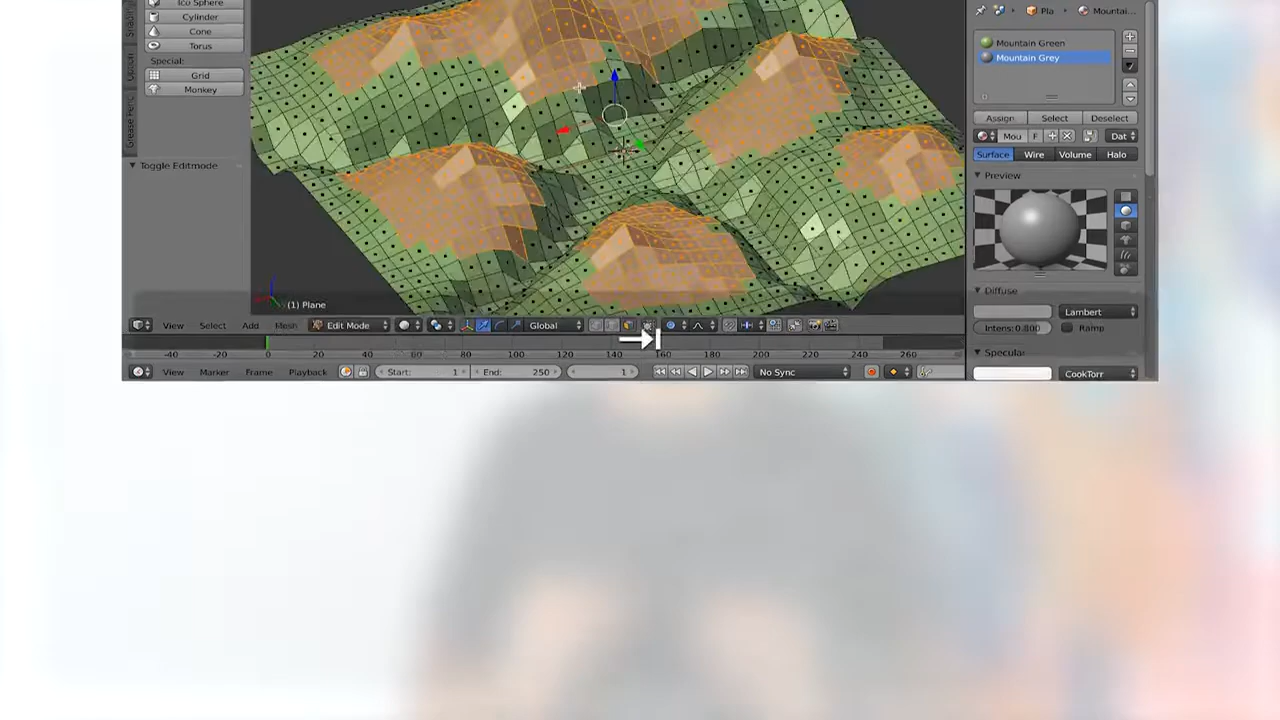 Ico Sphere
Cylinder
Cone
Torus
Special:
Grid
Monkey
Toggle Editmode
Option
Grease Penc
(1) Plane
View Select Add Mesh Edit Mode Global
-40 -20 0 20 40 60 80 100 120 140 160 180 200 220 240 260
View Marker Frame Playback Start: 1 End: 250 1 No Sync
Pla Mountai...
Mountain Green
Mountain Grey
Assign Select Deselect
Mou F Dat
Surface Wire Volume Halo
Preview
Diffuse
Lambert
Intens: 0.800 Ramp
Specular
CookTorr